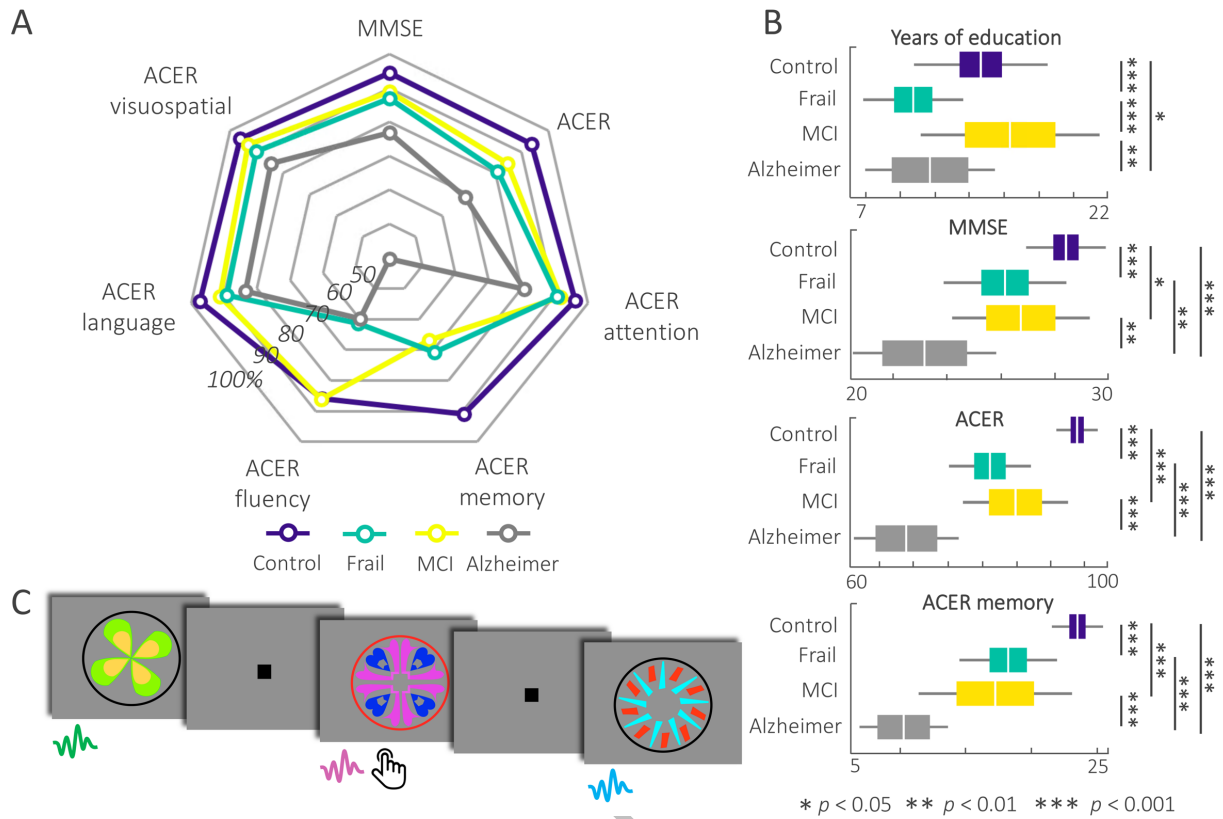 A
MMSE
ACER
visuospatial
ACER
ACER
language
ACER
attention
50
60
70
80
90
100%
ACER
fluency
ACER
memory
Control
Frail
MCI
Alzheimer
B
Years of education
Control
Frail
MCI
Alzheimer
***
***
**
*
7
22
MMSE
Control
Frail
MCI
Alzheimer
***
**
*
**
***
20
30
ACER
Control
Frail
MCI
Alzheimer
***
***
***
***
***
60
100
ACER memory
Control
Frail
MCI
Alzheimer
***
***
***
***
***
5
25
* p < 0.05 ** p < 0.01 *** p < 0.001
C